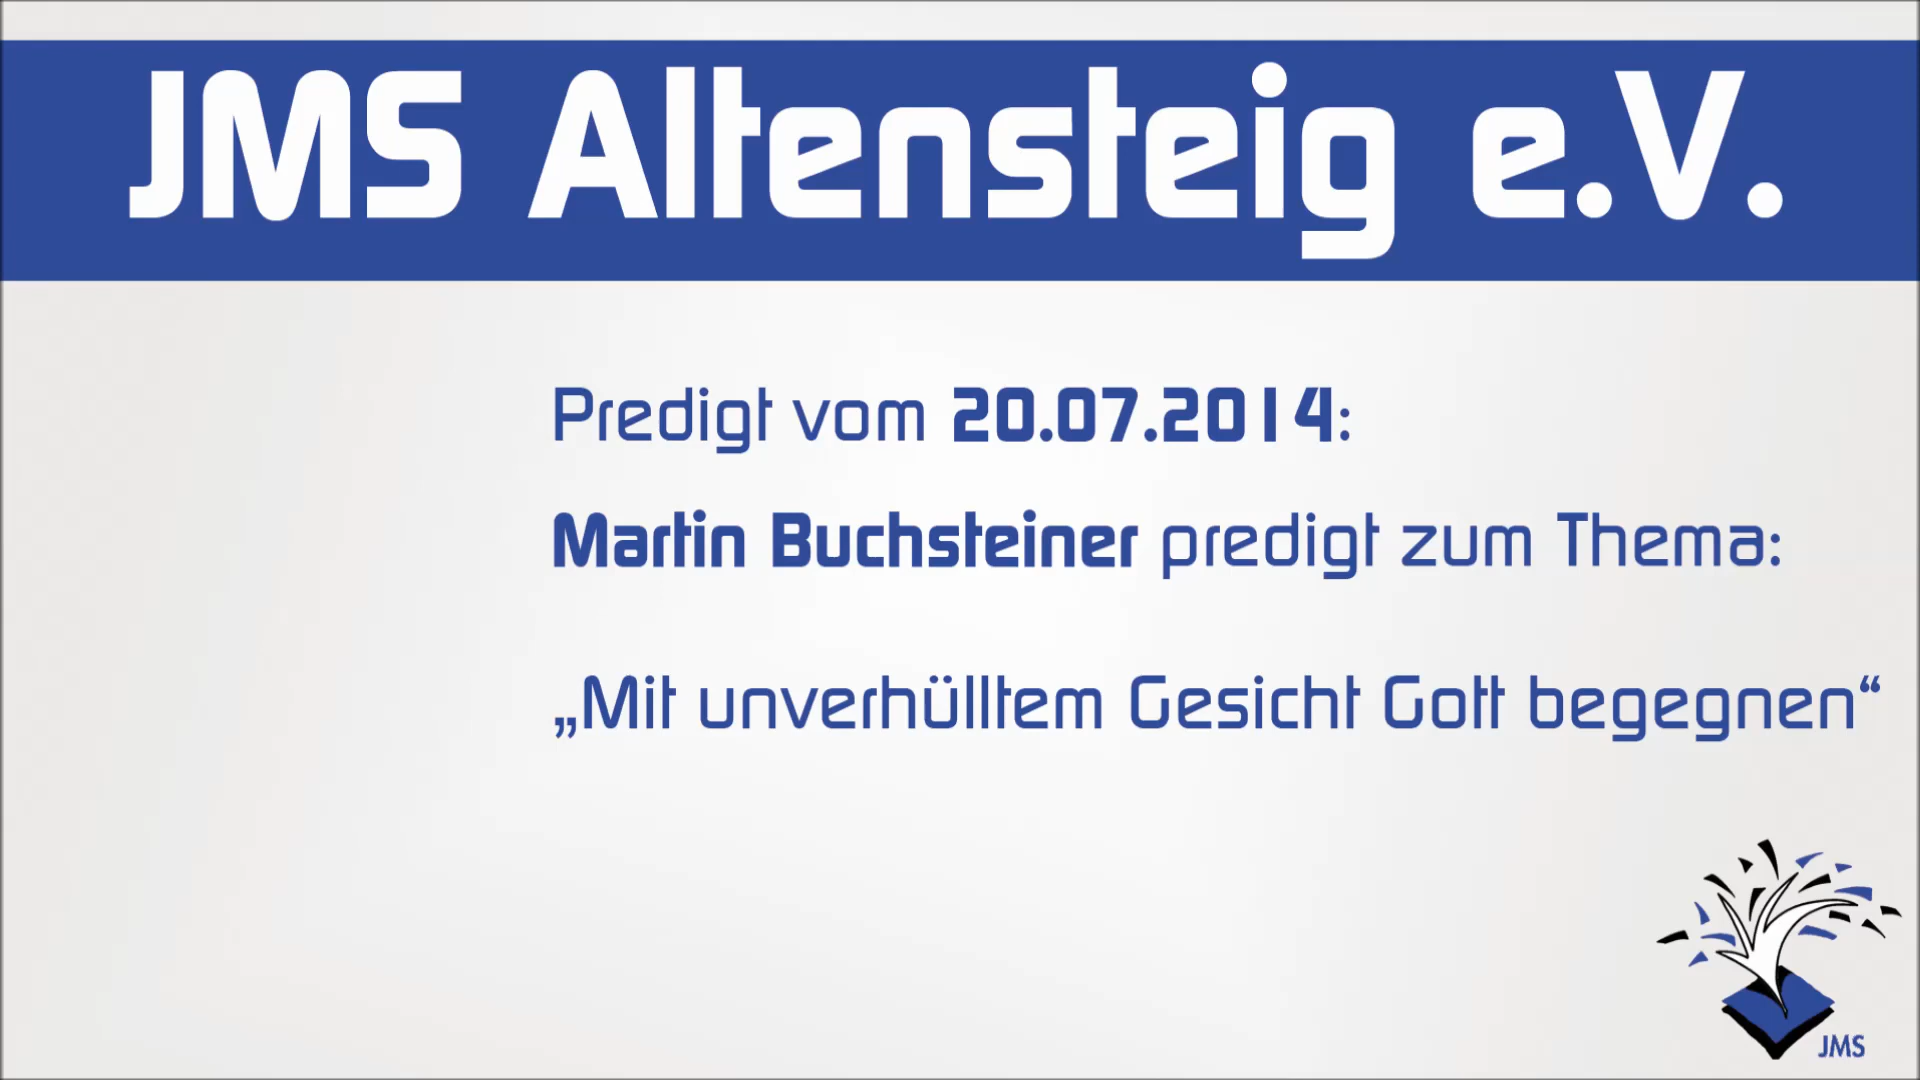 JMS Altensteig e.V.
Predigt vom 20.07.2014:
Martin Buchsteiner predigt zum Thema:
„Mit unverhülltem Gesicht Gott begegnen“
JMS